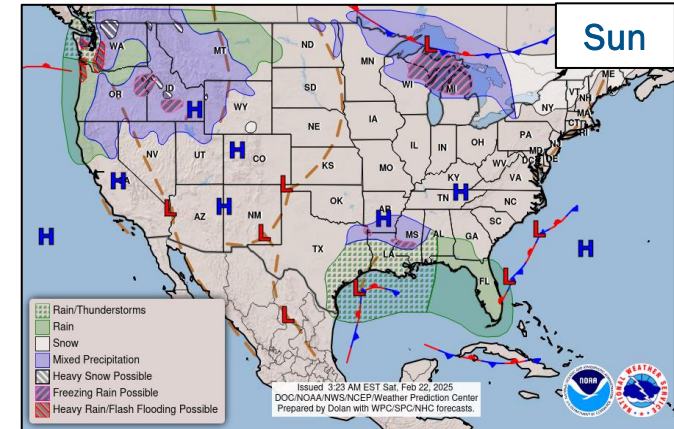 Sun
WA
MT
ND
MN
OR
ID
WY
SD
WI
MI
NY
VT
NH
ME
MA
CT
RI
NV
UT
CO
NE
IA
IL
IN
OH
PA
MD
DE
DC
NJ
WV
VA
KY
CA
AZ
NM
KS
MO
OK
AR
TN
NC
SC
TX
LA
MS
AL
GA
FL
H
H
H
H
H
H
H
H
L
L
L
L
L
L
L
L
Rain/Thunderstorms
Rain
Snow
Mixed Precipitation
Heavy Snow Possible
Freezing Rain Possible
Heavy Rain/Flash Flooding Possible
Issued 3:23 AM EST Sat, Feb 22, 2025
DOC/NOAA/NWS/NCEP/Weather Prediction Center
Prepared by Dolan with WPC/SPC/NHC forecasts.
NOAA
NATIONAL WEATHER SERVICE